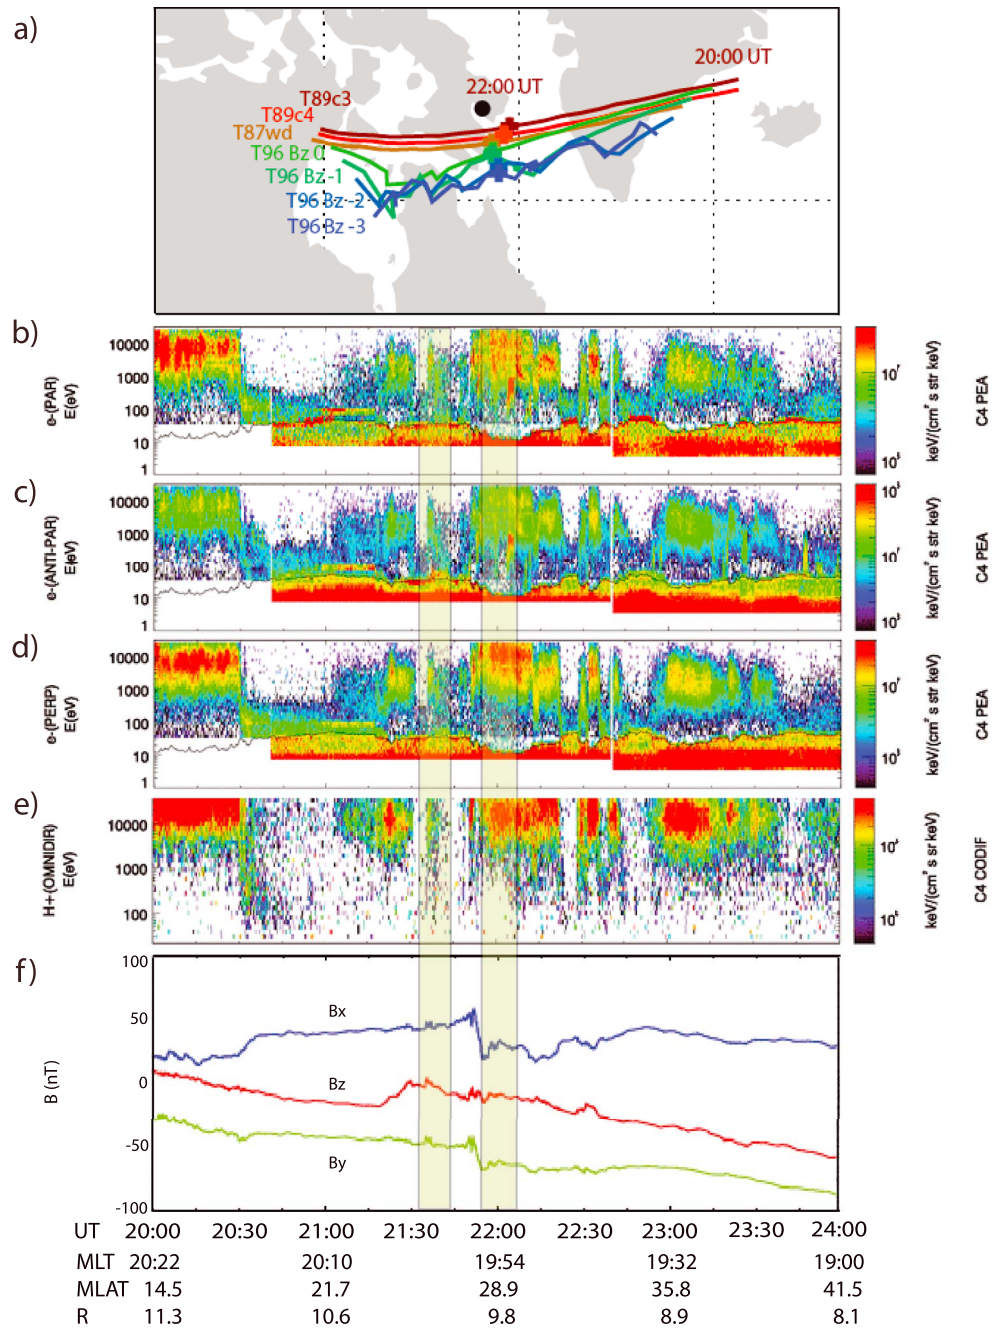 a)
20:00 UT
22:00 UT
T89c3
T89c4
T87wd
T96 Bz 0
T96 Bz -1
T96 Bz -2
T96 Bz -3
b)
e-(PAR)
E(eV)
10000
1000
100
10
1
10⁷
keV/(cm² s str keV)
C4 PEA
c)
e-(ANTI-PAR)
E(eV)
10000
1000
100
10
1
10⁷
keV/(cm² s str keV)
C4 PEA
d)
e-(PERP)
E(eV)
10000
1000
100
10
1
10⁷
keV/(cm² s str keV)
C4 PEA
e)
H+(OMNIDIR)
E(eV)
10000
1000
100
keV/(cm² s sr keV)
C4 CODIF
f)
B (nT)
100
50
0
-50
-100
Bx
Bz
By
UT 20:00 20:30 21:00 21:30 22:00 22:30 23:00 23:30 24:00
MLT 20:22 20:10 19:54 19:32 19:00
MLAT 14.5 21.7 28.9 35.8 41.5
R 11.3 10.6 9.8 8.9 8.1